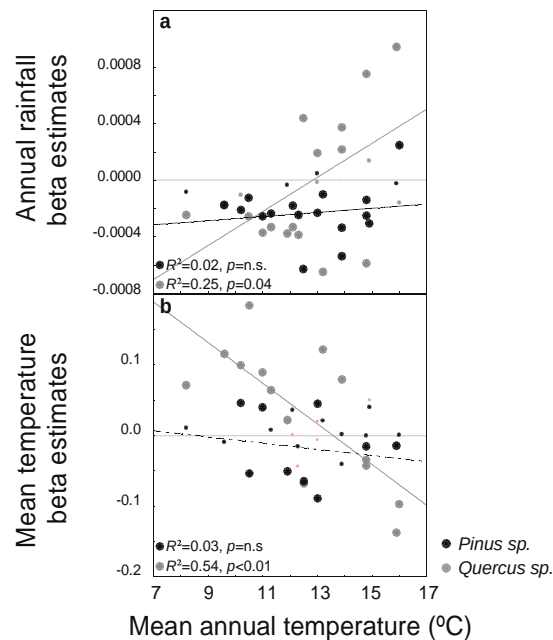 a
0.0008
0.0004
0.0000
-0.0004
-0.0008
Annual rainfall
beta estimates
R²=0.02, p=n.s.
R²=0.25, p=0.04
b
0.1
0.0
-0.1
-0.2
Mean temperature
beta estimates
R²=0.03, p=n.s
R²=0.54, p<0.01
7 9 11 13 15 17
Mean annual temperature (ºC)
Pinus sp.
Quercus sp.